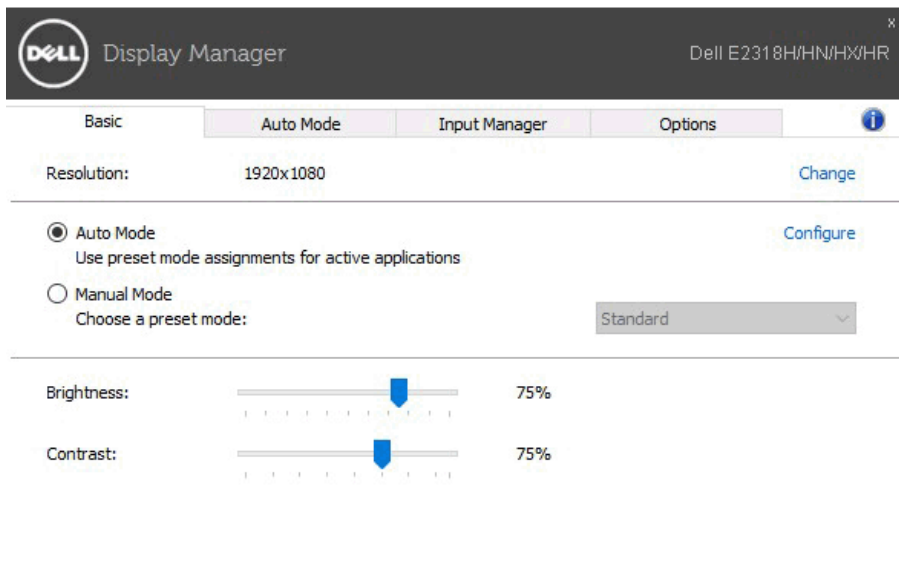 x
DELL Display Manager Dell E2318H/HN/HX/HR
Basic Auto Mode Input Manager Options i
Resolution: 1920x1080 Change
Auto Mode Configure
Use preset mode assignments for active applications
Manual Mode
Choose a preset mode: Standard
Brightness: 75%
Contrast: 75%